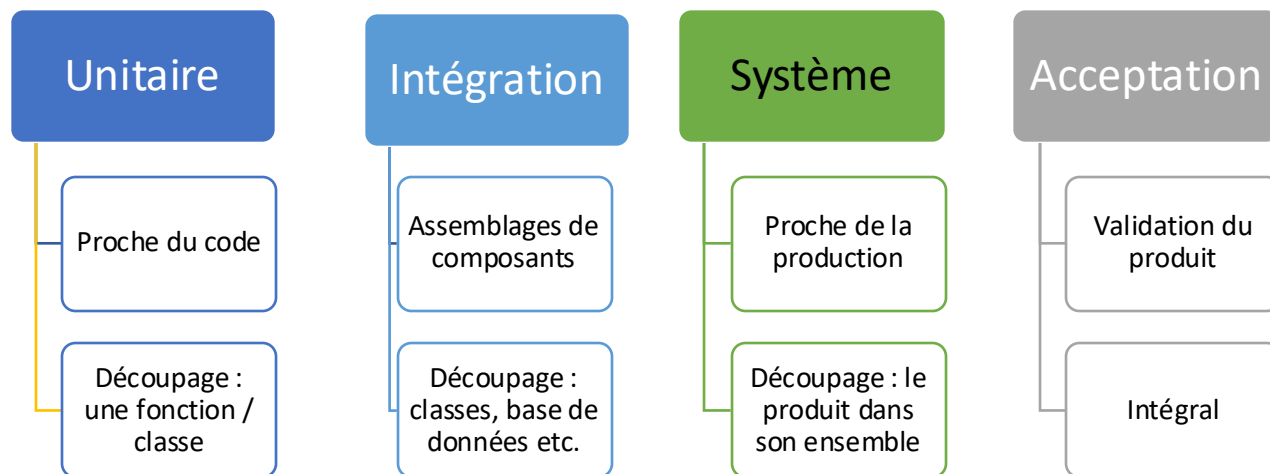 Unitaire
Proche du code
Découpage :
une fonction /
classe
Intégration
Assemblages de
composants
Découpage :
classes, base de
données etc.
Système
Proche de la
production
Découpage : le
produit dans
son ensemble
Acceptation
Validation du
produit
Intégral